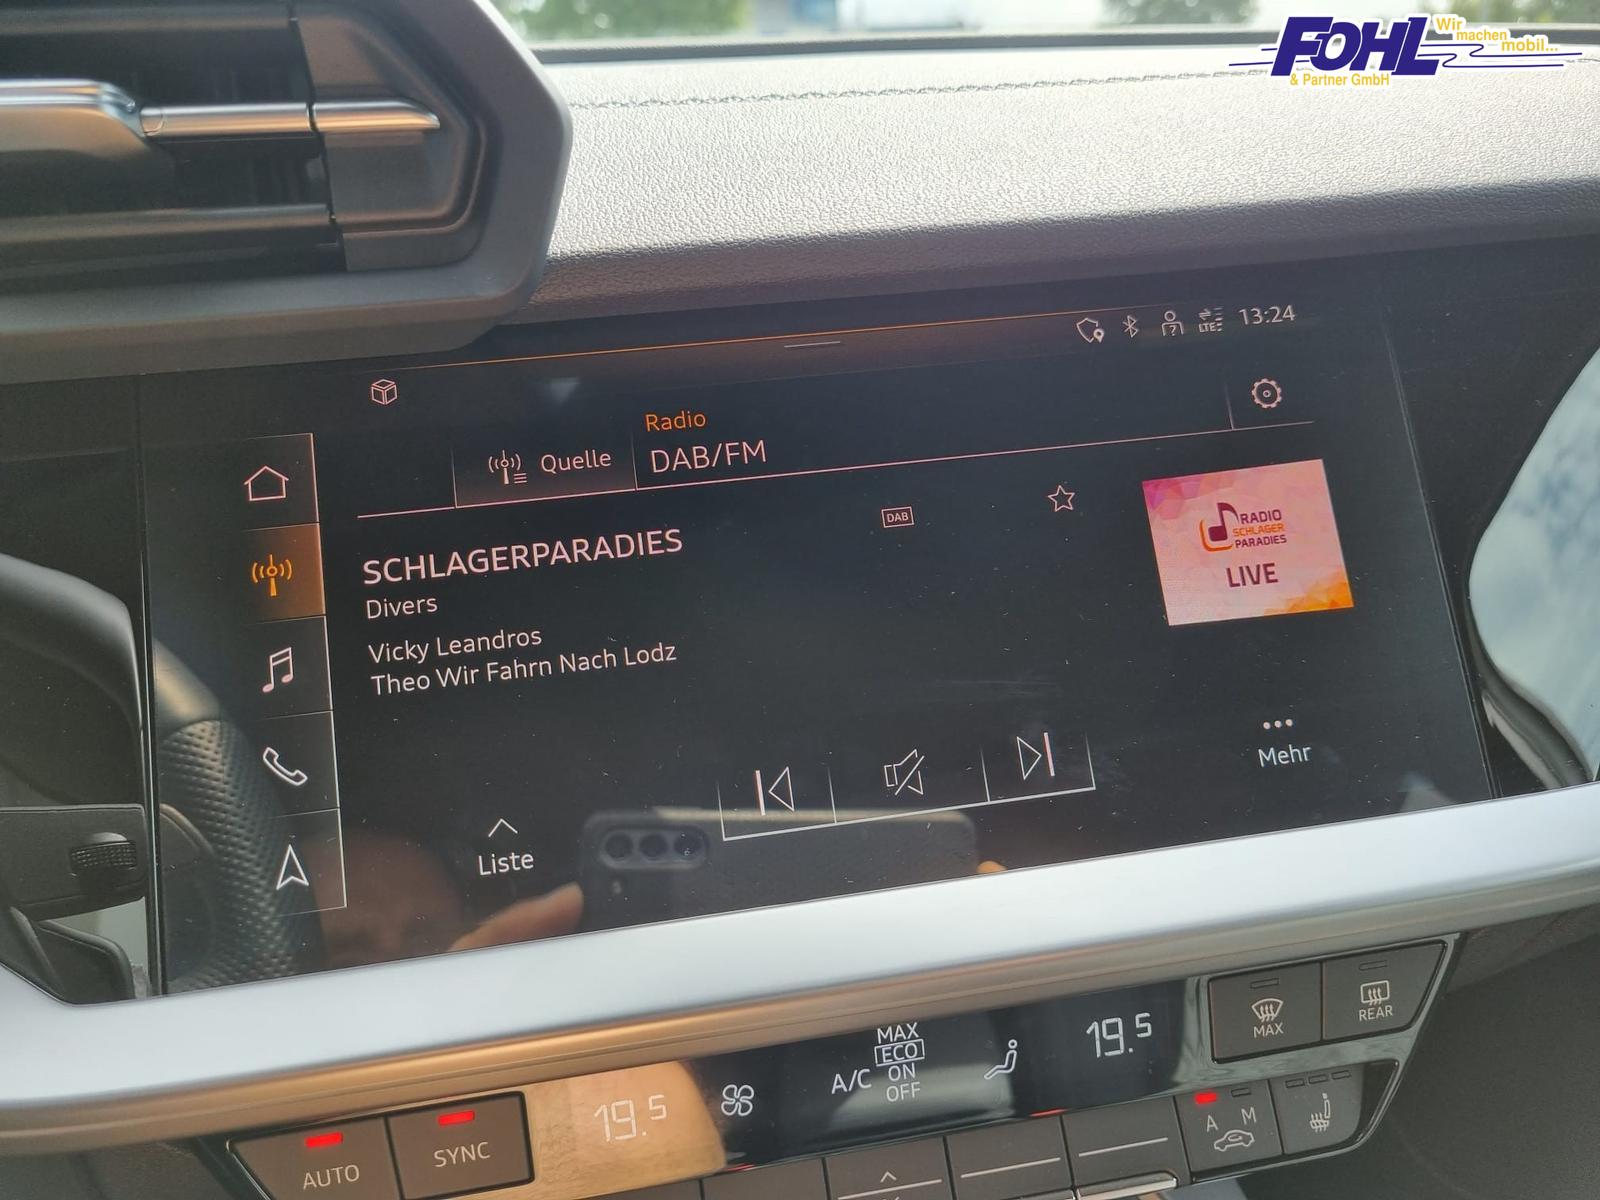 FOHL
Wir
machen
mobil...
& Partner GmbH
LTE
13:24
Radio
Quelle
DAB/FM
DAB
SCHLAGERPARADIES
Divers
Vicky Leandros
Theo Wir Fahrn Nach Lodz
RADIO
SCHLAGER
PARADIES
LIVE
Mehr
Liste
MAX
REAR
MAX
ECO
A/C ON
OFF
19.5
19.5
AUTO
SYNC
A M